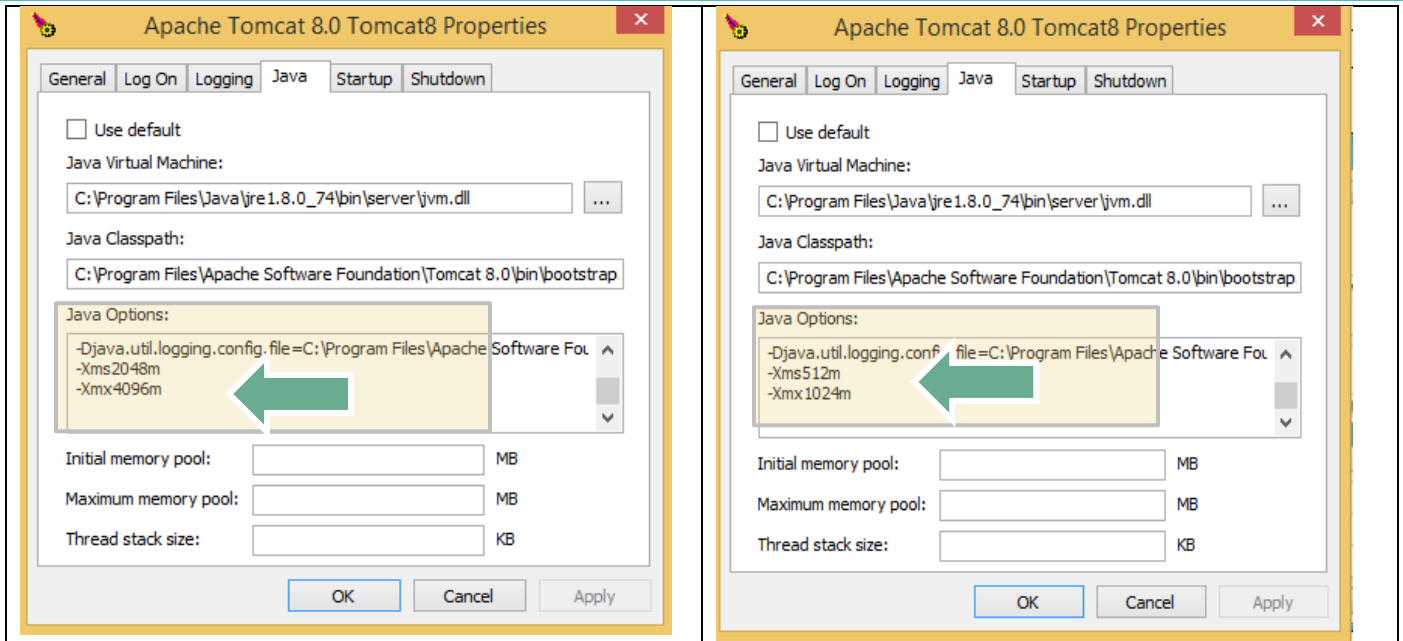 Apache Tomcat 8.0 Tomcat8 Properties
General Log On Logging Java Startup Shutdown
Use default
Java Virtual Machine:
C:\Program Files\Java\jre1.8.0_74\bin\server\jvm.dll ...
Java Classpath:
C:\Program Files\Apache Software Foundation\Tomcat 8.0\bin\bootstrap
Java Options:
-Djava.util.logging.config.file=C:\Program Files\Apache Software Fou
-Xms2048m
-Xmx4096m
Initial memory pool: MB
Maximum memory pool: MB
Thread stack size: KB
OK Cancel Apply
Apache Tomcat 8.0 Tomcat8 Properties
General Log On Logging Java Startup Shutdown
Use default
Java Virtual Machine:
C:\Program Files\Java\jre1.8.0_74\bin\server\jvm.dll ...
Java Classpath:
C:\Program Files\Apache Software Foundation\Tomcat 8.0\bin\bootstrap
Java Options:
-Djava.util.logging.config.file=C:\Program Files\Apache Software Fou
-Xms512m
-Xmx1024m
Initial memory pool: MB
Maximum memory pool: MB
Thread stack size: KB
OK Cancel Apply